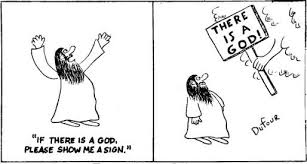 "IF THERE IS A GOD,
PLEASE SHOW ME A SIGN."
THERE
IS A
GOD!
DUFOUR